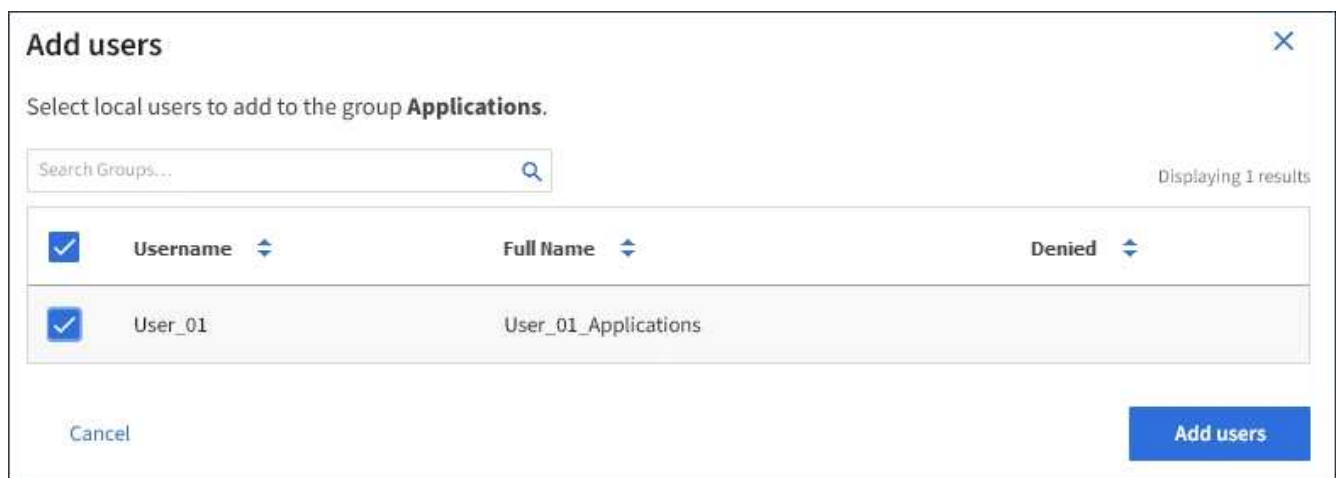 Add users
Select local users to add to the group Applications.
Search Groups...
Displaying 1 results
Username Full Name Denied
User_01 User_01_Applications
Cancel Add users